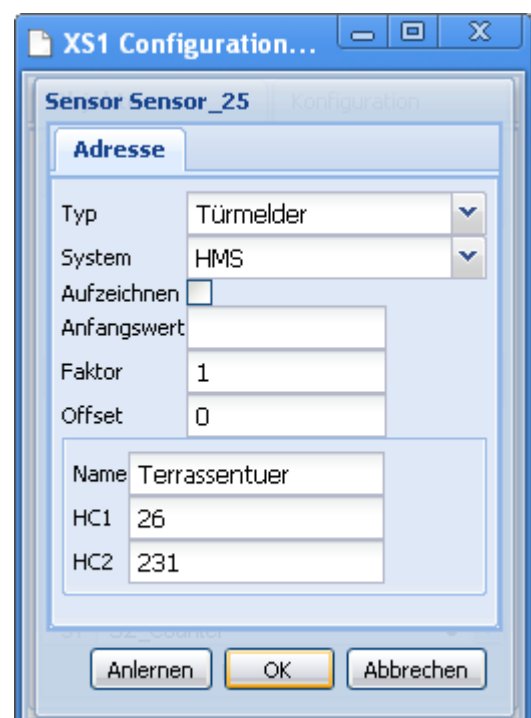 XS1 Configuration...
Sensor Sensor_25
Konfiguration
Adresse
Typ Türmelder
System HMS
Aufzeichnen
Anfangswert
Faktor 1
Offset 0
Name Terrassentuer
HC1 26
HC2 231
Anlernen OK Abbrechen